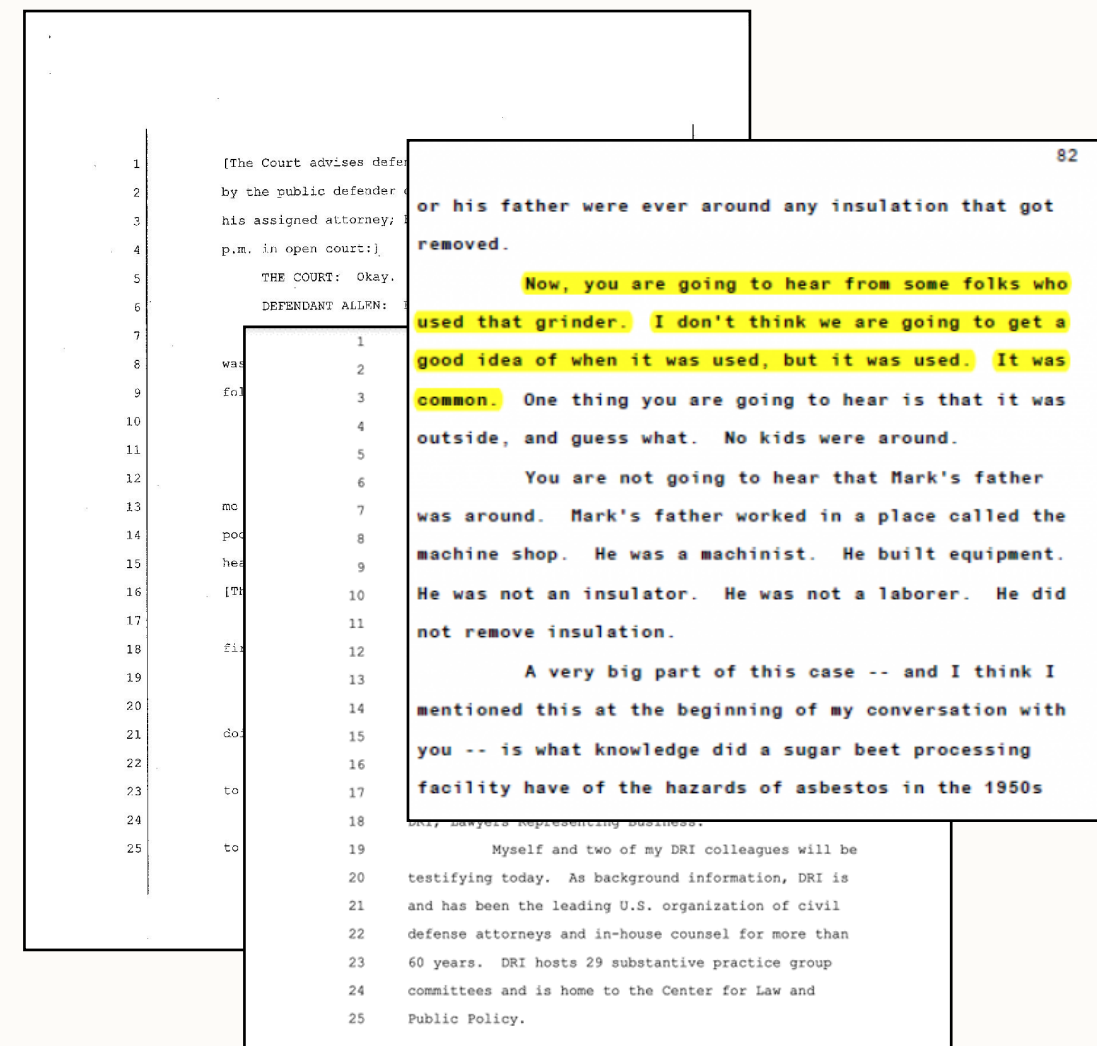 1 [The Court advises
2 by the public defender
3 his assigned attorney;
4 p.m. in open court:]
5 THE COURT: Okay.
6 DEFENDANT ALLEN:
7
8
9
10
11
12
13
14
15
16
17
18
19
20
21
22
23 to
24
25 to
1
2
3
4
5
6
7
8
9
10
11
12
13
14
15
16
17
18 DRI, Lawyers Representing Business.
19 Myself and two of my DRI colleagues will be
20 testifying today. As background information, DRI is
21 and has been the leading U.S. organization of civil
22 defense attorneys and in-house counsel for more than
23 60 years. DRI hosts 29 substantive practice group
24 committees and is home to the Center for Law and
25 Public Policy.
82
or his father were ever around any insulation that got
removed.
Now, you are going to hear from some folks who
used that grinder. I don't think we are going to get a
good idea of when it was used, but it was used. It was
common. One thing you are going to hear is that it was
outside, and guess what. No kids were around.
You are not going to hear that Mark's father
was around. Mark's father worked in a place called the
machine shop. He was a machinist. He built equipment.
He was not an insulator. He was not a laborer. He did
not remove insulation.
A very big part of this case -- and I think I
mentioned this at the beginning of my conversation with
you -- is what knowledge did a sugar beet processing
facility have of the hazards of asbestos in the 1950s